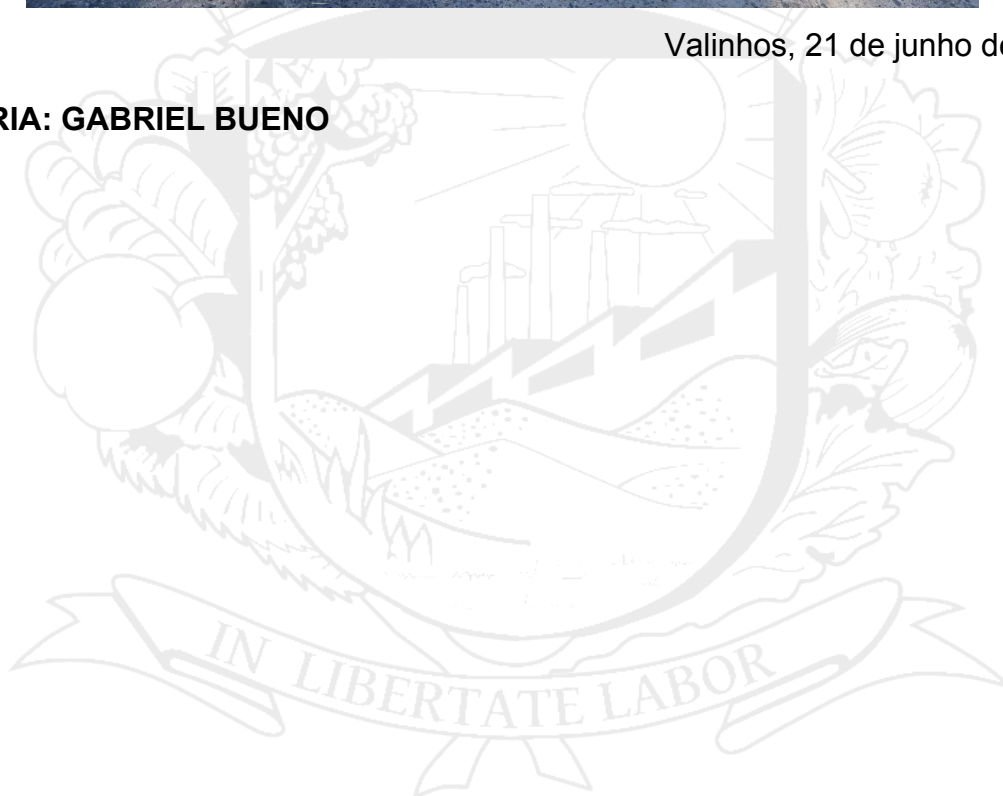 Valinhos, 21 de junho de
RIA: GABRIEL BUENO
IN LIBERTATE LABOR